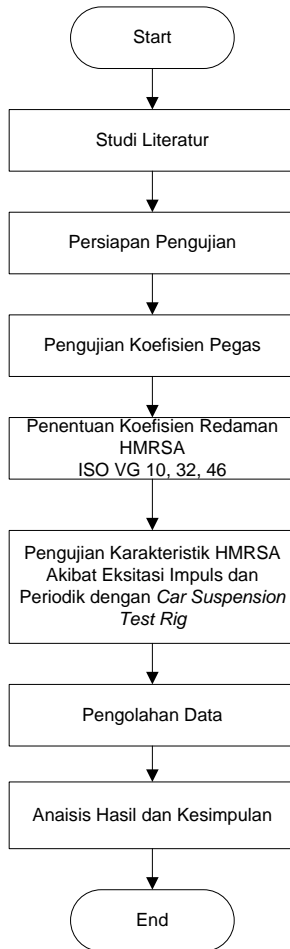 Start
Studi Literatur
Persiapan Pengujian
Pengujian Koefisien Pegas
Penentuan Koefisien Redaman
HMRSA
ISO VG 10, 32, 46
Pengujian Karakteristik HMRSA
Akibat Eksitasi Impuls dan
Periodik dengan Car Suspension
Test Rig
Pengolahan Data
Anaisis Hasil dan Kesimpulan
End